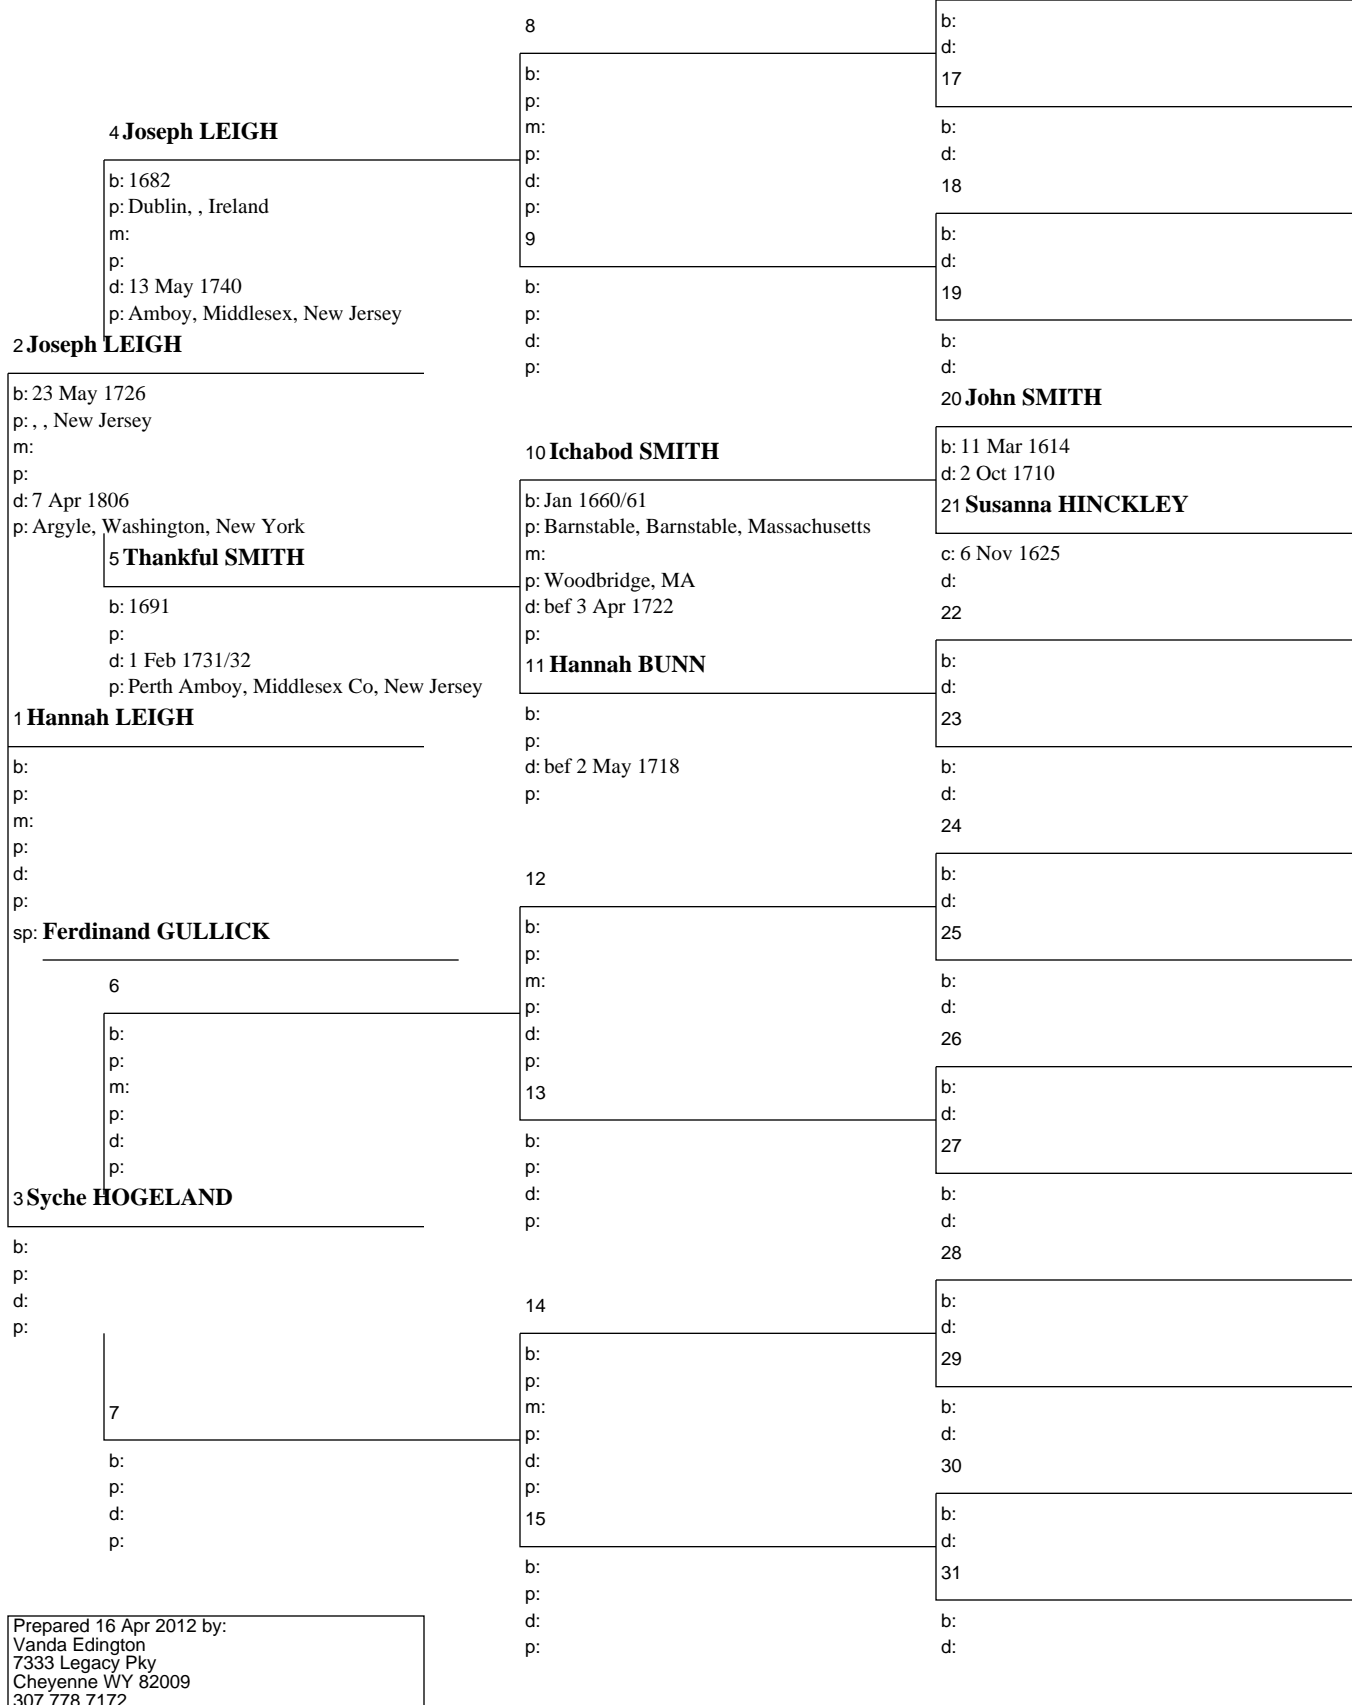 8
b:
p:
m:
p:
d:
p:
9
b:
p:
d:
p:
b:
d:
17
b:
d:
18
b:
d:
19
b:
d:
4 Joseph LEIGH
b: 1682
p: Dublin, , Ireland
m:
p:
d: 13 May 1740
p: Amboy, Middlesex, New Jersey
2 Joseph LEIGH
b: 23 May 1726
p: , , New Jersey
m:
p:
d: 7 Apr 1806
p: Argyle, Washington, New York
5 Thankful SMITH
b: 1691
p:
d: 1 Feb 1731/32
p: Perth Amboy, Middlesex Co, New Jersey
10 Ichabod SMITH
b: Jan 1660/61
p: Barnstable, Barnstable, Massachusetts
m:
p: Woodbridge, MA
d: bef 3 Apr 1722
p:
11 Hannah BUNN
b:
p:
d: bef 2 May 1718
p:
20 John SMITH
b: 11 Mar 1614
d: 2 Oct 1710
21 Susanna HINCKLEY
c: 6 Nov 1625
d:
22
b:
d:
23
b:
d:
1 Hannah LEIGH
b:
p:
m:
p:
d:
p:
sp: Ferdinand GULLICK
6
b:
p:
m:
p:
d:
p:
12
b:
p:
m:
p:
d:
p:
13
b:
p:
d:
p:
24
b:
d:
25
b:
d:
26
b:
d:
27
b:
d:
3 Syche HOGELAND
b:
p:
d:
p:
7
b:
p:
d:
p:
14
b:
p:
m:
p:
d:
p:
15
b:
p:
d:
p:
28
b:
d:
29
b:
d:
30
b:
d:
31
b:
d:
Prepared 16 Apr 2012 by:
Vanda Edington
7333 Legacy Pky
Cheyenne WY 82009
307 778 7172